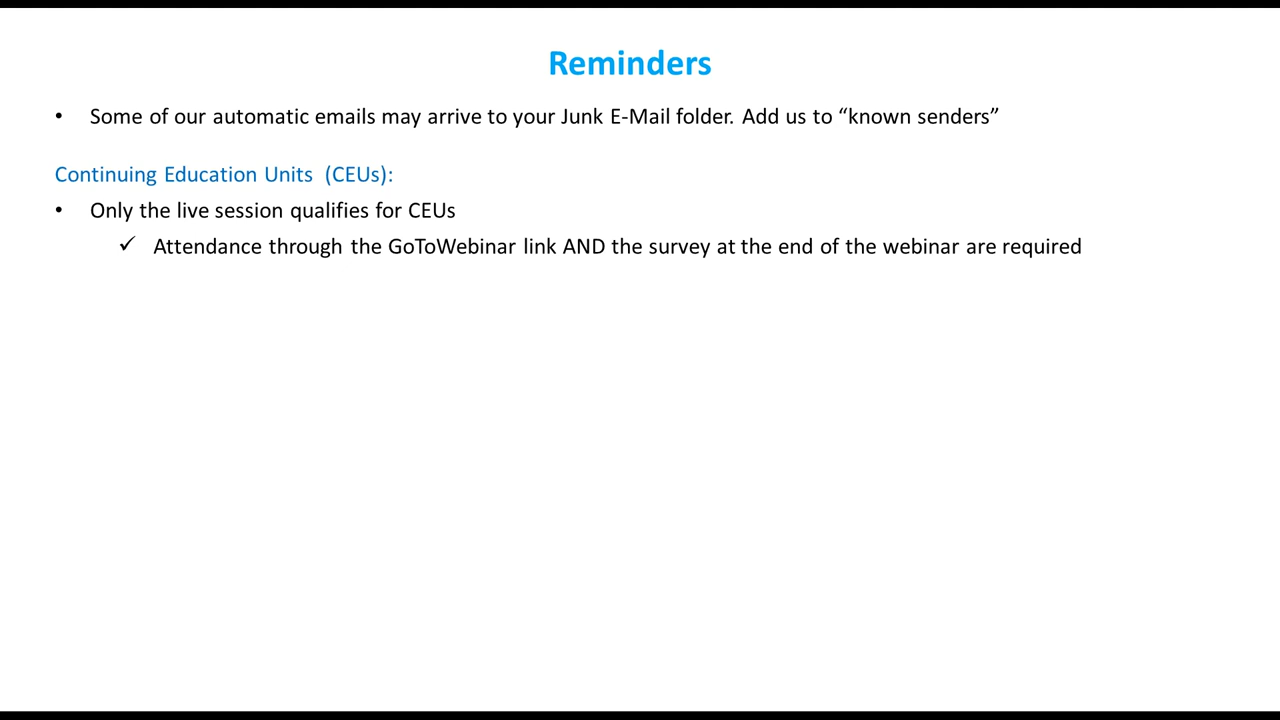 Reminders
• Some of our automatic emails may arrive to your Junk E-Mail folder. Add us to “known senders”
Continuing Education Units (CEUs):
• Only the live session qualifies for CEUs
✓ Attendance through the GoToWebinar link AND the survey at the end of the webinar are required